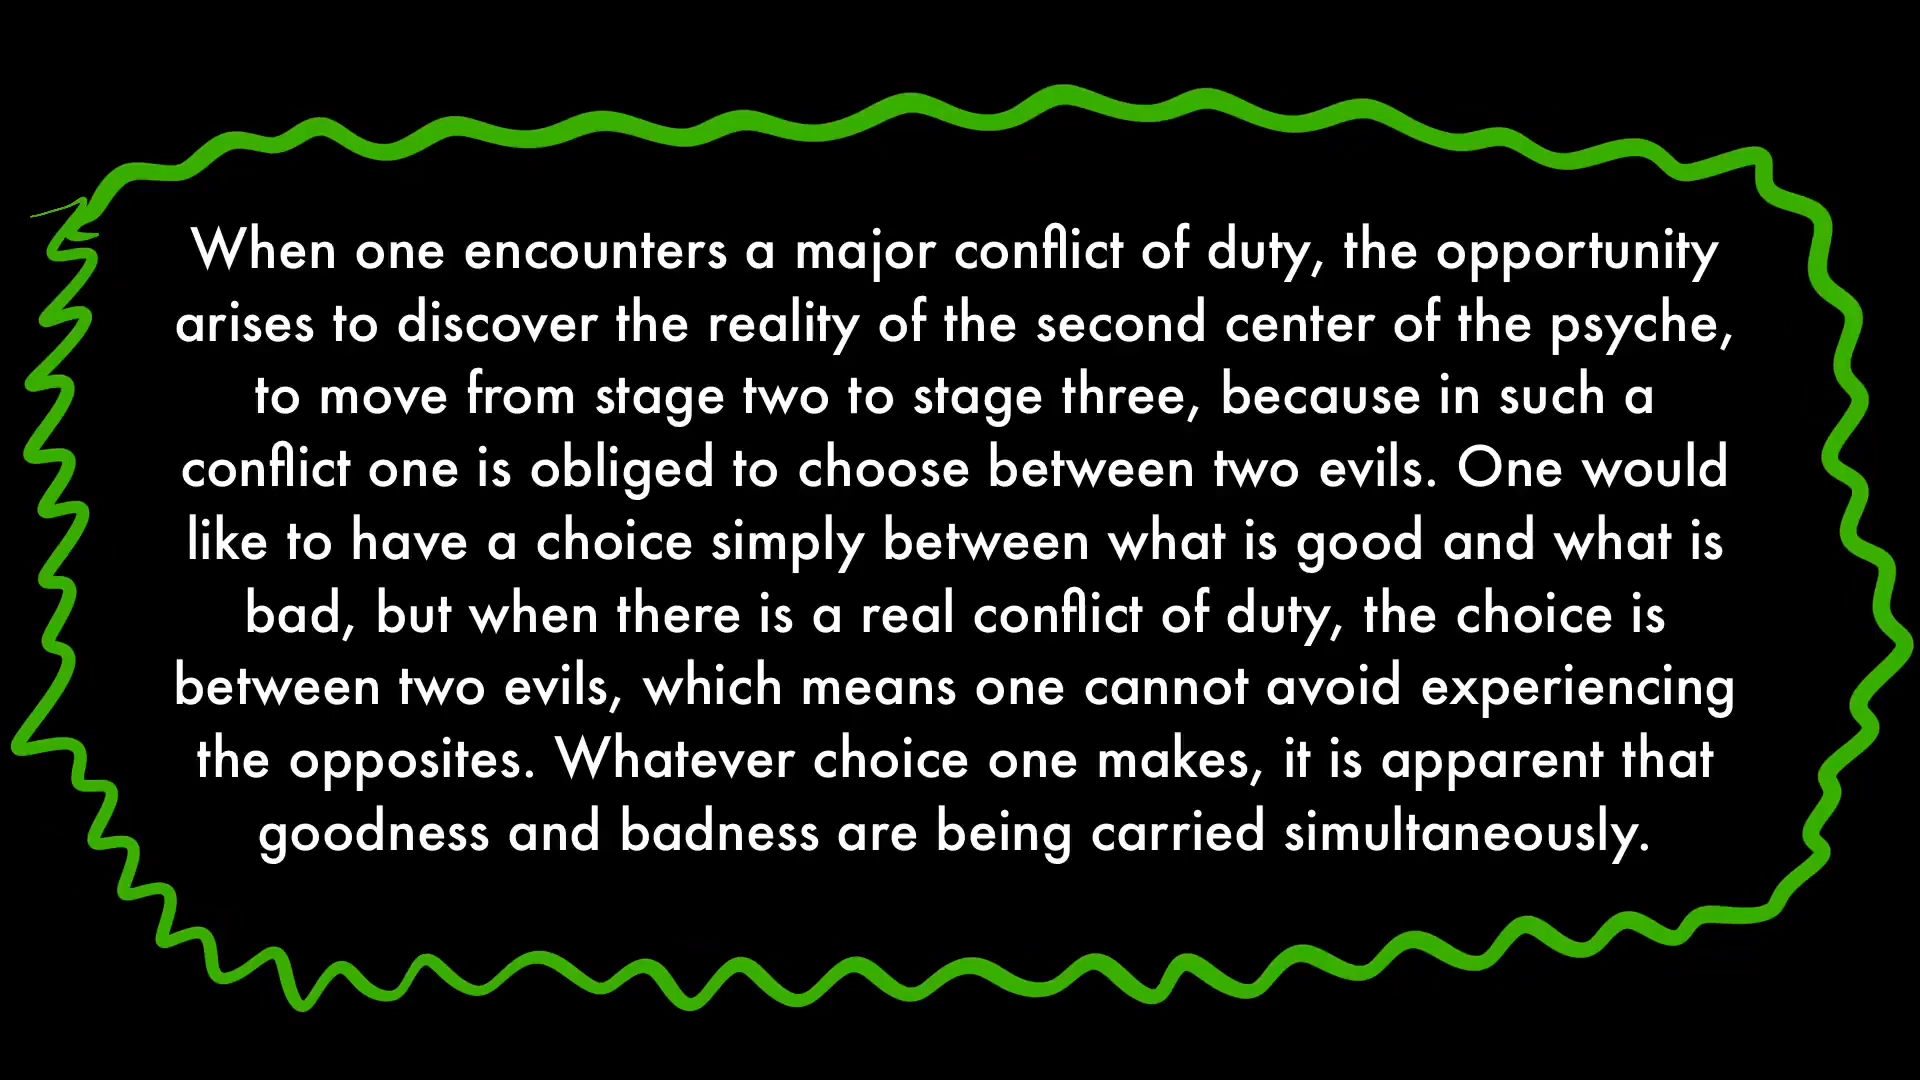 When one encounters a major conflict of duty, the opportunity
arises to discover the reality of the second center of the psyche,
to move from stage two to stage three, because in such a
conflict one is obliged to choose between two evils. One would
like to have a choice simply between what is good and what is
bad, but when there is a real conflict of duty, the choice is
between two evils, which means one cannot avoid experiencing
the opposites. Whatever choice one makes, it is apparent that
goodness and badness are being carried simultaneously.